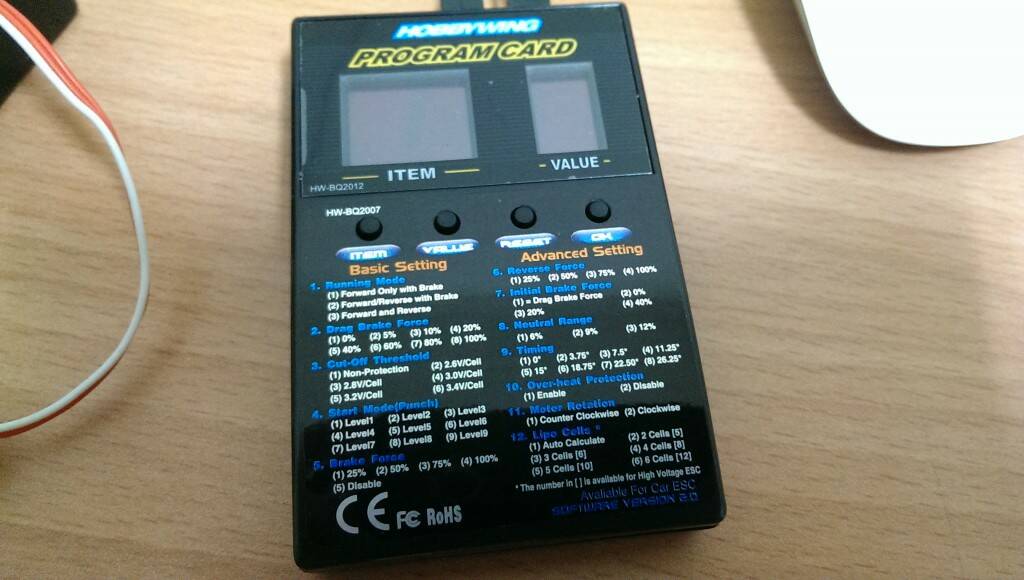 HOBBYWING
PROGRAM CARD
ITEM
VALUE
HW-BQ2012
HW-BQ2007
ITEM VALUE RESET OK
Basic Setting
1. Running Mode
(1) Forward Only with Brake
(2) Forward/Reverse with Brake
(3) Forward and Reverse
2. Drag Brake Force
(1) 0% (2) 5% (3) 10% (4) 20%
(5) 40% (6) 60% (7) 80% (8) 100%
3. Cut-Off Threshold
(1) Non-Protection (2) 2.6V/Cell
(3) 2.8V/Cell (4) 3.0V/Cell
(5) 3.2V/Cell (6) 3.4V/Cell
4. Start Mode(Punch)
(1) Level1 (2) Level2 (3) Level3
(4) Level4 (5) Level5 (6) Level6
(7) Level7 (8) Level8 (9) Level9
5. Brake Force
(1) 25% (2) 50% (3) 75% (4) 100%
(5) Disable
Advanced Setting
6. Reverse Force
(1) 25% (2) 50% (3) 75% (4) 100%
7. Initial Brake Force
(1) = Drag Brake Force (2) 0%
(3) 20% (4) 40%
8. Neutral Range
(1) 6% (2) 9% (3) 12%
9. Timing
(1) 0° (2) 3.75° (3) 7.5° (4) 11.25°
(5) 15° (6) 18.75° (7) 22.50° (8) 26.25°
10. Over-heat Protection
(1) Enable (2) Disable
11. Motor Rotation
(1) Counter Clockwise (2) Clockwise
12. Lipo Cells *
(1) Auto Calculate (2) 2 Cells [5]
(3) 3 Cells [6] (4) 4 Cells [8]
(5) 5 Cells [10] (6) 6 Cells [12]
* The number in [ ] is available for High Voltage ESC
Available For Car ESC
SOFTWARE VERSION 2.0
CE FC RoHS